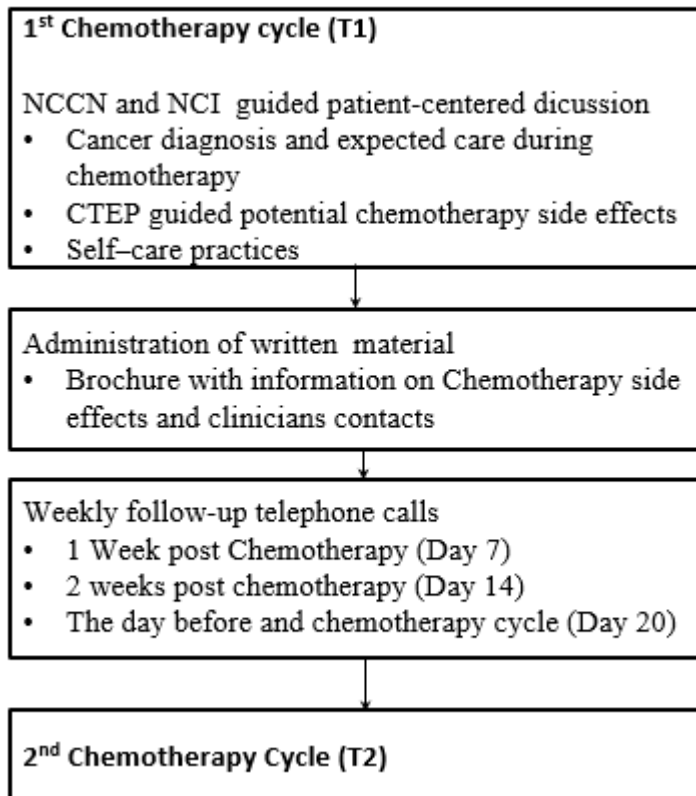 1st Chemotherapy cycle (T1)
NCCN and NCI guided patient-centered dicussion
• Cancer diagnosis and expected care during
chemotherapy
• CTEP guided potential chemotherapy side effects
• Self–care practices
Administration of written material
• Brochure with information on Chemotherapy side
effects and clinicians contacts
Weekly follow-up telephone calls
• 1 Week post Chemotherapy (Day 7)
• 2 weeks post chemotherapy (Day 14)
• The day before and chemotherapy cycle (Day 20)
2nd Chemotherapy Cycle (T2)